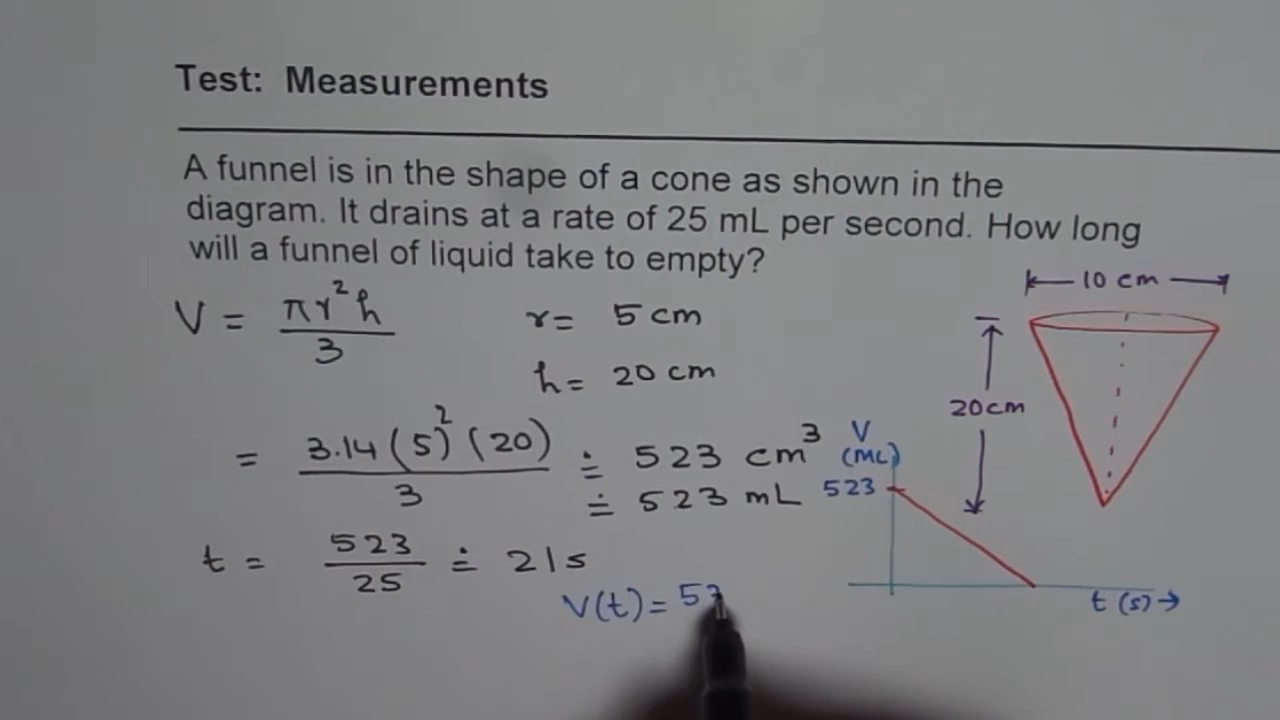 Test: Measurements
A funnel is in the shape of a cone as shown in the
diagram. It drains at a rate of 25 mL per second. How long
will a funnel of liquid take to empty?
V = πr²h / 3
r = 5 cm
h = 20 cm
= 3.14 (5)² (20) / 3 ≐ 523 cm³
≐ 523 mL
t = 523 / 25 ≐ 21s
V(t) = 5
10 cm
20cm
V
(mL)
523
t (s) →